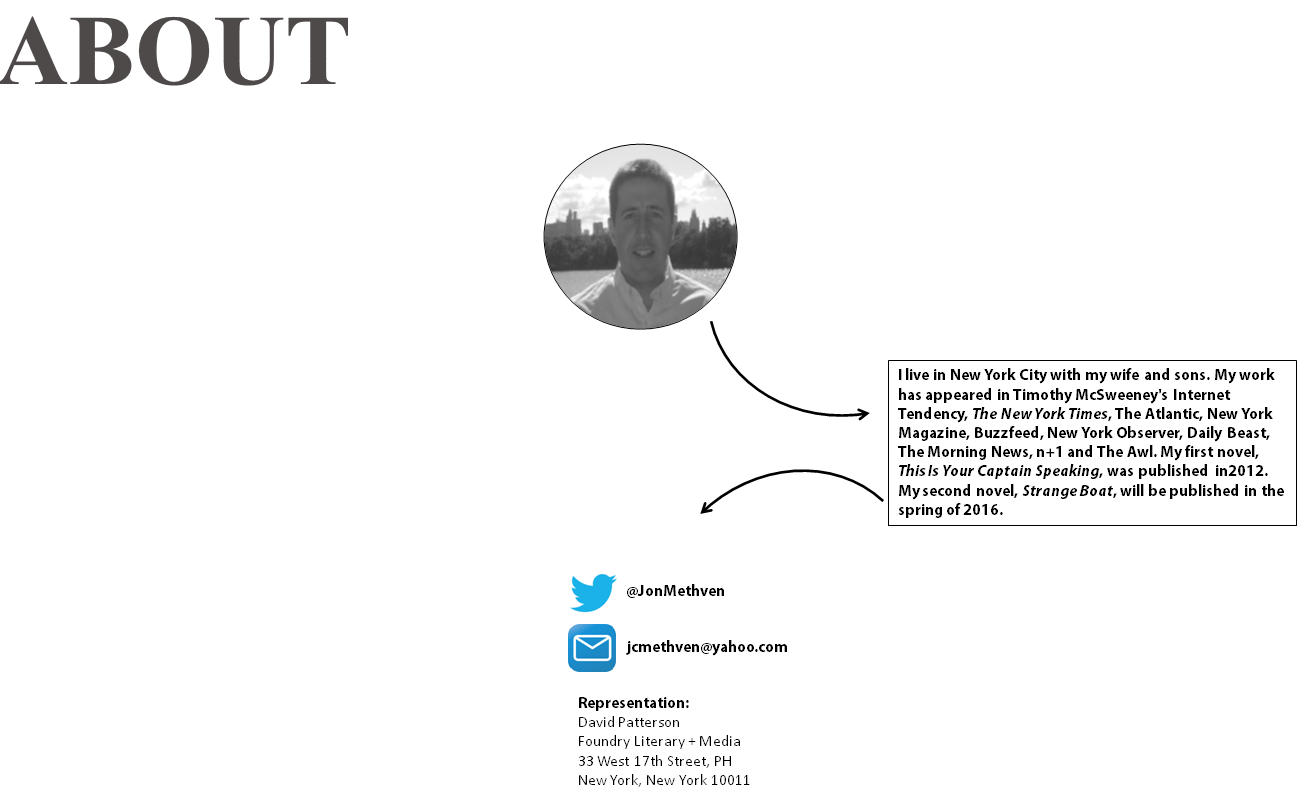 ABOUT
I live in New York City with my wife and sons. My work
has appeared in Timothy McSweeney's Internet
Tendency, The New York Times, The Atlantic, New York
Magazine, Buzzfeed, New York Observer, Daily Beast,
The Morning News, n+1 and The Awl. My first novel,
This Is Your Captain Speaking, was published in2012.
My second novel, Strange Boat, will be published in the
spring of 2016.
@JonMethven
jcmethven@yahoo.com
Representation:
David Patterson
Foundry Literary + Media
33 West 17th Street, PH
New York, New York 10011